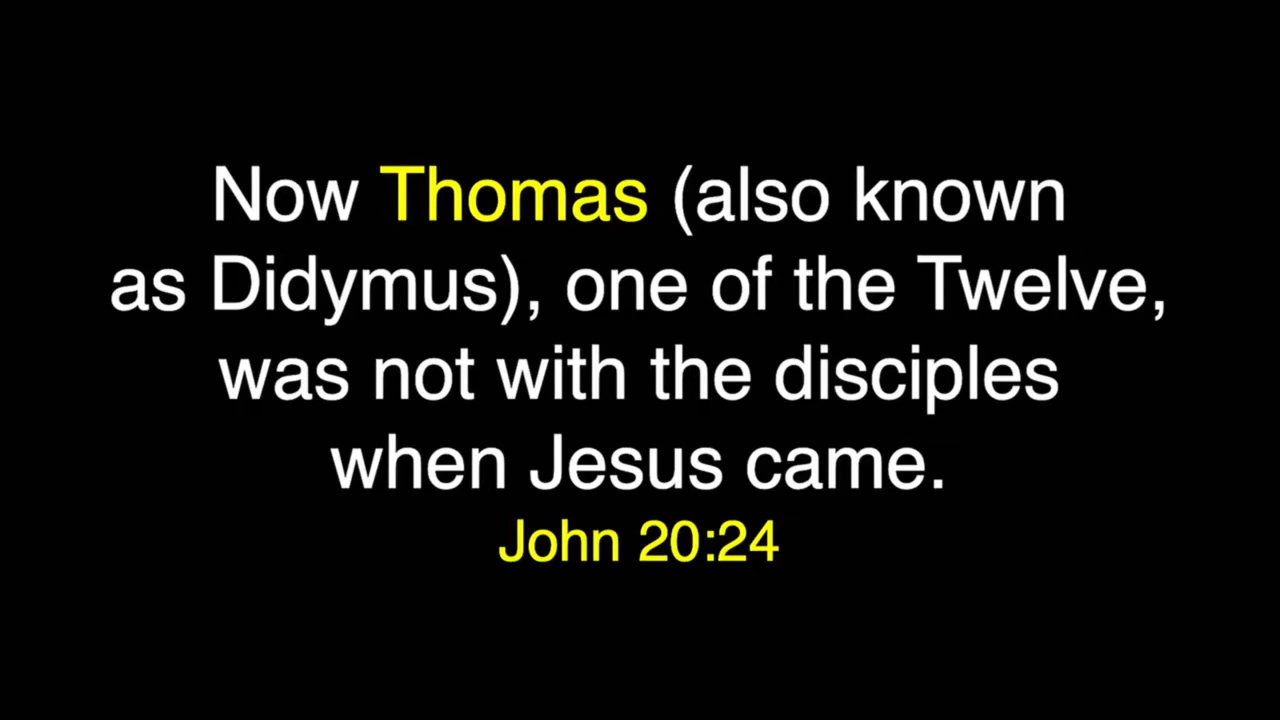 Now Thomas (also known
as Didymus), one of the Twelve,
was not with the disciples
when Jesus came.
John 20:24